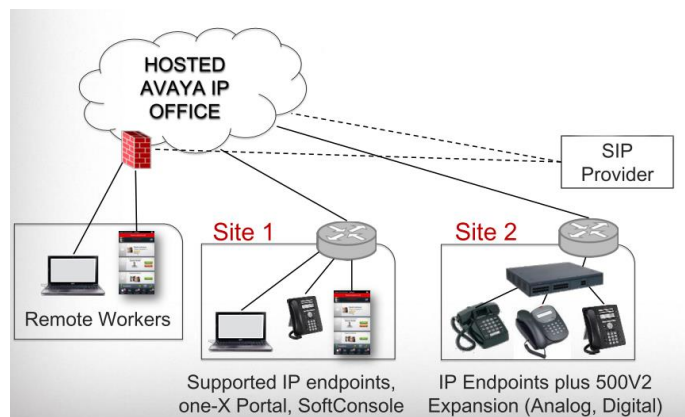 HOSTED
AVAYA IP
OFFICE
SIP
Provider
Site 1
Site 2
Remote Workers
Supported IP endpoints,
one-X Portal, SoftConsole
IP Endpoints plus 500V2
Expansion (Analog, Digital)